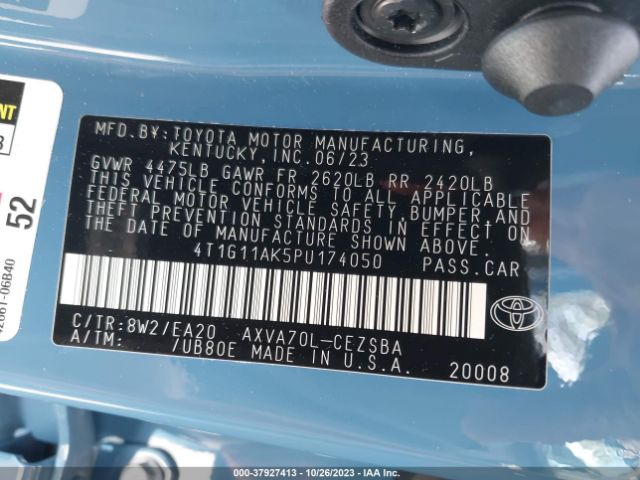 MFD. BY: TOYOTA MOTOR MANUFACTURING,
KENTUCKY, INC. 06/23
GVWR 4475LB GAWR FR 2620LB RR 2420LB
THIS VEHICLE CONFORMS TO ALL APPLICABLE
FEDERAL MOTOR VEHICLE SAFETY, BUMPER, AND
THEFT PREVENTION STANDARDS IN EFFECT ON
THE DATE OF MANUFACTURE SHOWN ABOVE.
4T1G11AK5PU174050 PASS. CAR
C/TR: 8W2/EA20 AXVA70L-CEZSBA
A/TM: /UB80E MADE IN U.S.A.
20008
52
000-37927413 - 10/26/2023 - IAA Inc.